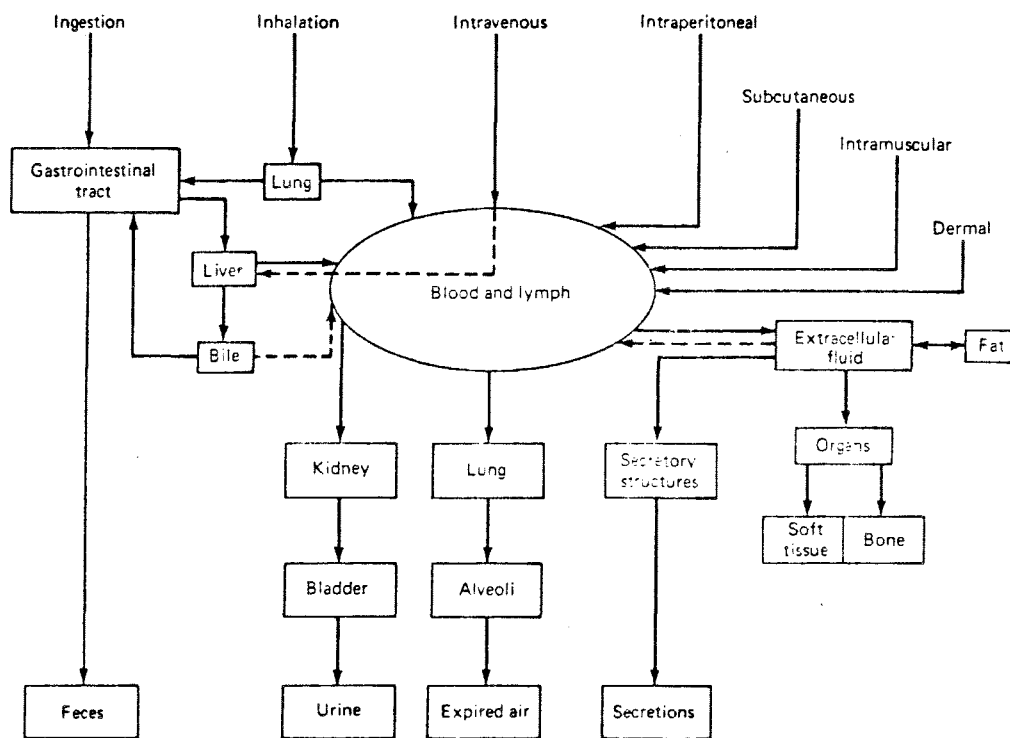 Ingestion
Inhalation
Intravenous
Intraperitoneal
Subcutaneous
Intramuscular
Dermal
Gastrointestinal
tract
Lung
Liver
Blood and lymph
Bile
Extracellular
fluid
Fat
Kidney
Lung
Secretory
structures
Organs
Soft
tissue
Bone
Bladder
Alveoli
Feces
Urine
Expired air
Secretions